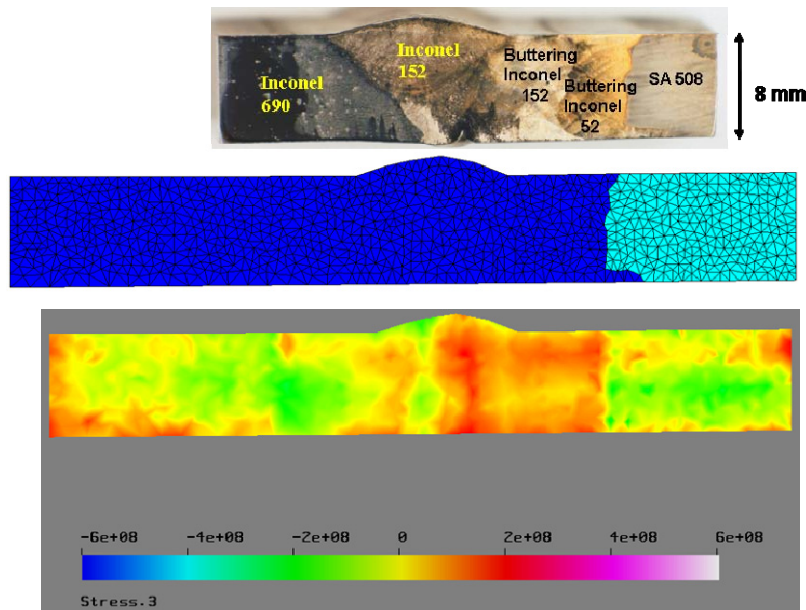 Inconel
690
Inconel
152
Buttering
Inconel
152
Buttering
Inconel
52
SA 508
8 mm
-6e+08 -4e+08 -2e+08 0 2e+08 4e+08 6e+08
Stress.3